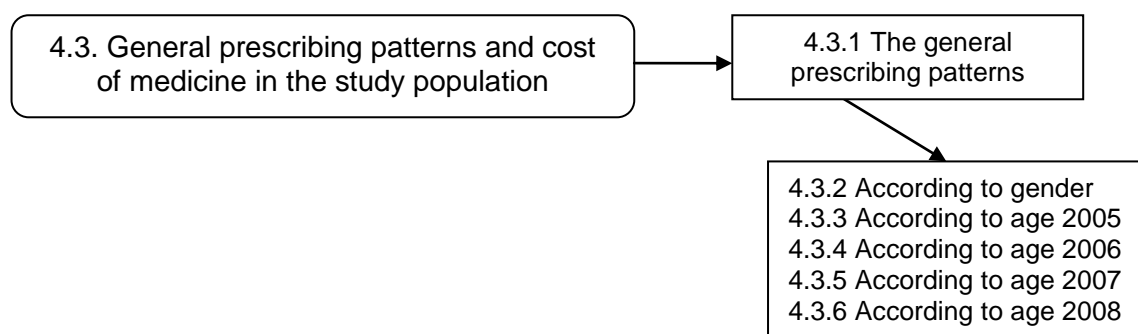 4.3. General prescribing patterns and cost
of medicine in the study population
4.3.1 The general
prescribing patterns
4.3.2 According to gender
4.3.3 According to age 2005
4.3.4 According to age 2006
4.3.5 According to age 2007
4.3.6 According to age 2008